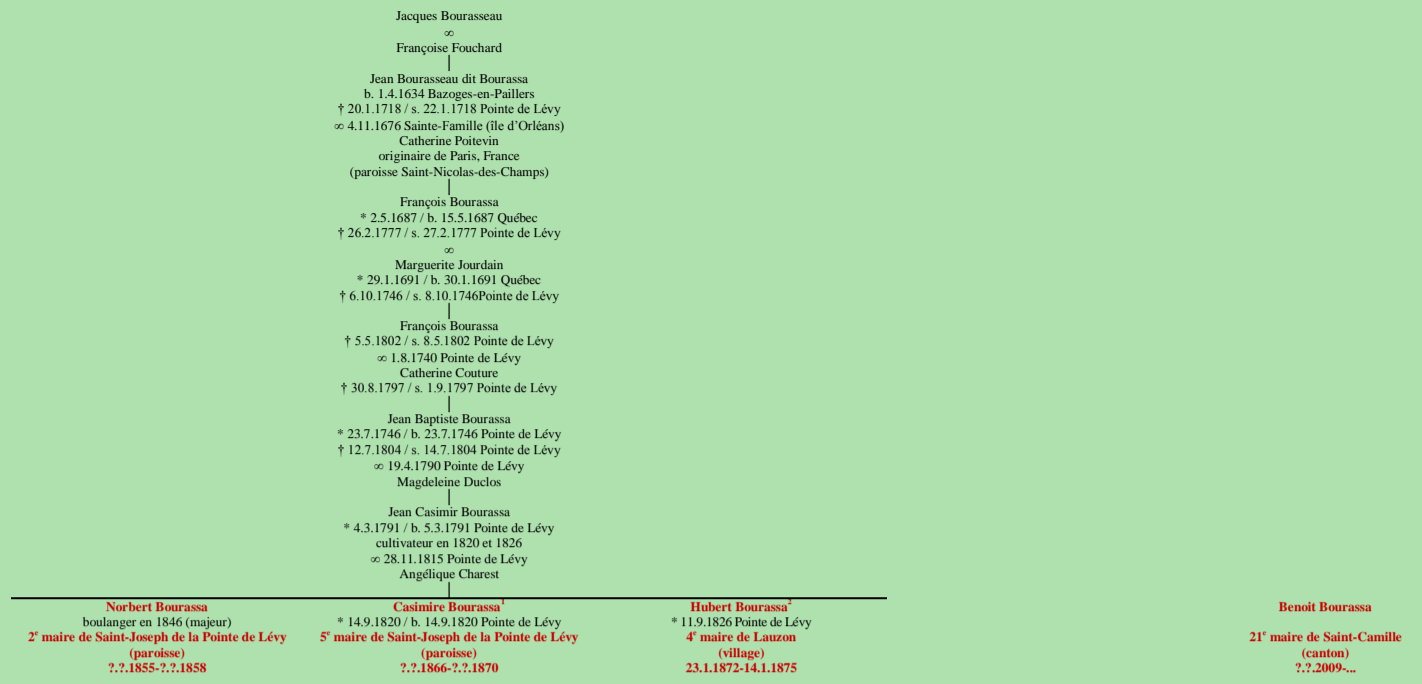 Jacques Bourasseau
∞
Françoise Fouchard
Jean Bourasseau dit Bourassa
b. 1.4.1634 Bazoges-en-Paillers
† 20.1.1718 / s. 22.1.1718 Pointe de Lévy
∞ 4.11.1676 Sainte-Famille (île d’Orléans)
Catherine Poitevin
originaire de Paris, France
(paroisse Saint-Nicolas-des-Champs)
François Bourassa
* 2.5.1687 / b. 15.5.1687 Québec
† 26.2.1777 / s. 27.2.1777 Pointe de Lévy
∞
Marguerite Jourdain
* 29.1.1691 / b. 30.1.1691 Québec
† 6.10.1746 / s. 8.10.1746Pointe de Lévy
François Bourassa
† 5.5.1802 / s. 8.5.1802 Pointe de Lévy
∞ 1.8.1740 Pointe de Lévy
Catherine Couture
† 30.8.1797 / s. 1.9.1797 Pointe de Lévy
Jean Baptiste Bourassa
* 23.7.1746 / b. 23.7.1746 Pointe de Lévy
† 12.7.1804 / s. 14.7.1804 Pointe de Lévy
∞ 19.4.1790 Pointe de Lévy
Magdeleine Duclos
Jean Casimir Bourassa
* 4.3.1791 / b. 5.3.1791 Pointe de Lévy
cultivateur en 1820 et 1826
∞ 28.11.1815 Pointe de Lévy
Angélique Charest
Norbert Bourassa
boulanger en 1846 (majeur)
2e maire de Saint-Joseph de la Pointe de Lévy
(paroisse)
?.?.1855-?.?.1858
Casimire Bourassa1
* 14.9.1820 / b. 14.9.1820 Pointe de Lévy
5e maire de Saint-Joseph de la Pointe de Lévy
(paroisse)
?.?.1866-?.?.1870
Hubert Bourassa2
* 11.9.1826 Pointe de Lévy
4e maire de Lauzon
(village)
23.1.1872-14.1.1875
Benoit Bourassa
21e maire de Saint-Camille
(canton)
?.?.2009-...